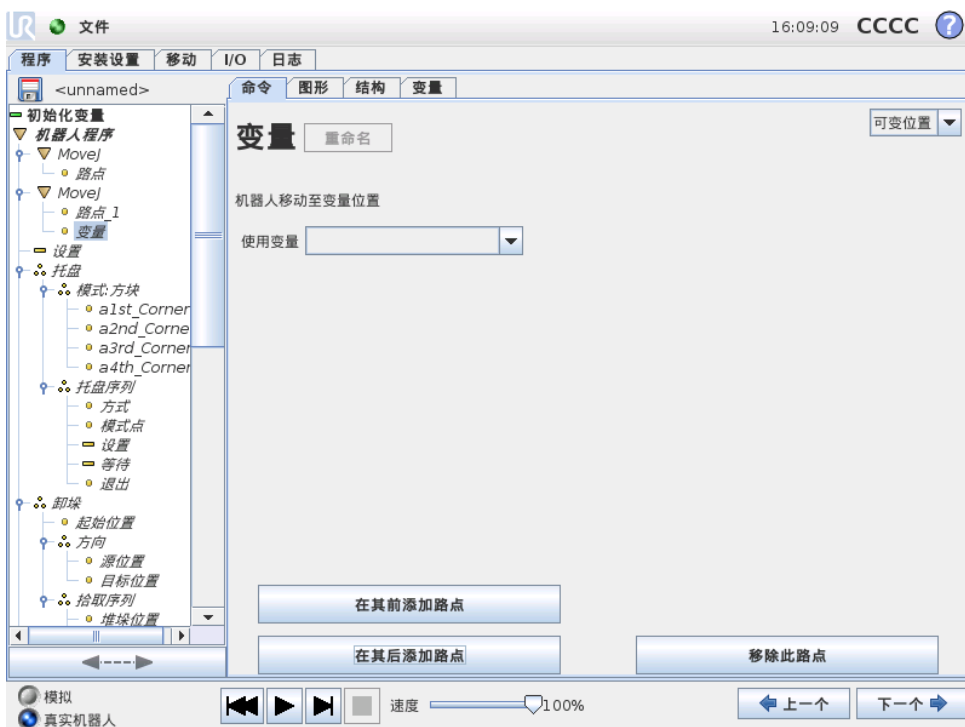 UR 文件 16:09:09 CCCC ?
程序 安装设置 移动 I/O 日志
<unnamed>
命令 图形 结构 变量
初始化变量
机器人程序
MoveJ
路点
MoveJ
路点_1
变量
设置
托盘
模式:方块
a1st_Corner
a2nd_Corne
a3rd_Corner
a4th_Corner
托盘序列
方式
模式点
设置
等待
退出
卸垛
起始位置
方向
源位置
目标位置
拾取序列
堆垛位置
变量 重命名
可变位置
机器人移动至变量位置
使用变量
在其前添加路点
在其后添加路点
移除此路点
模拟
真实机器人
速度 100%
上一个
下一个